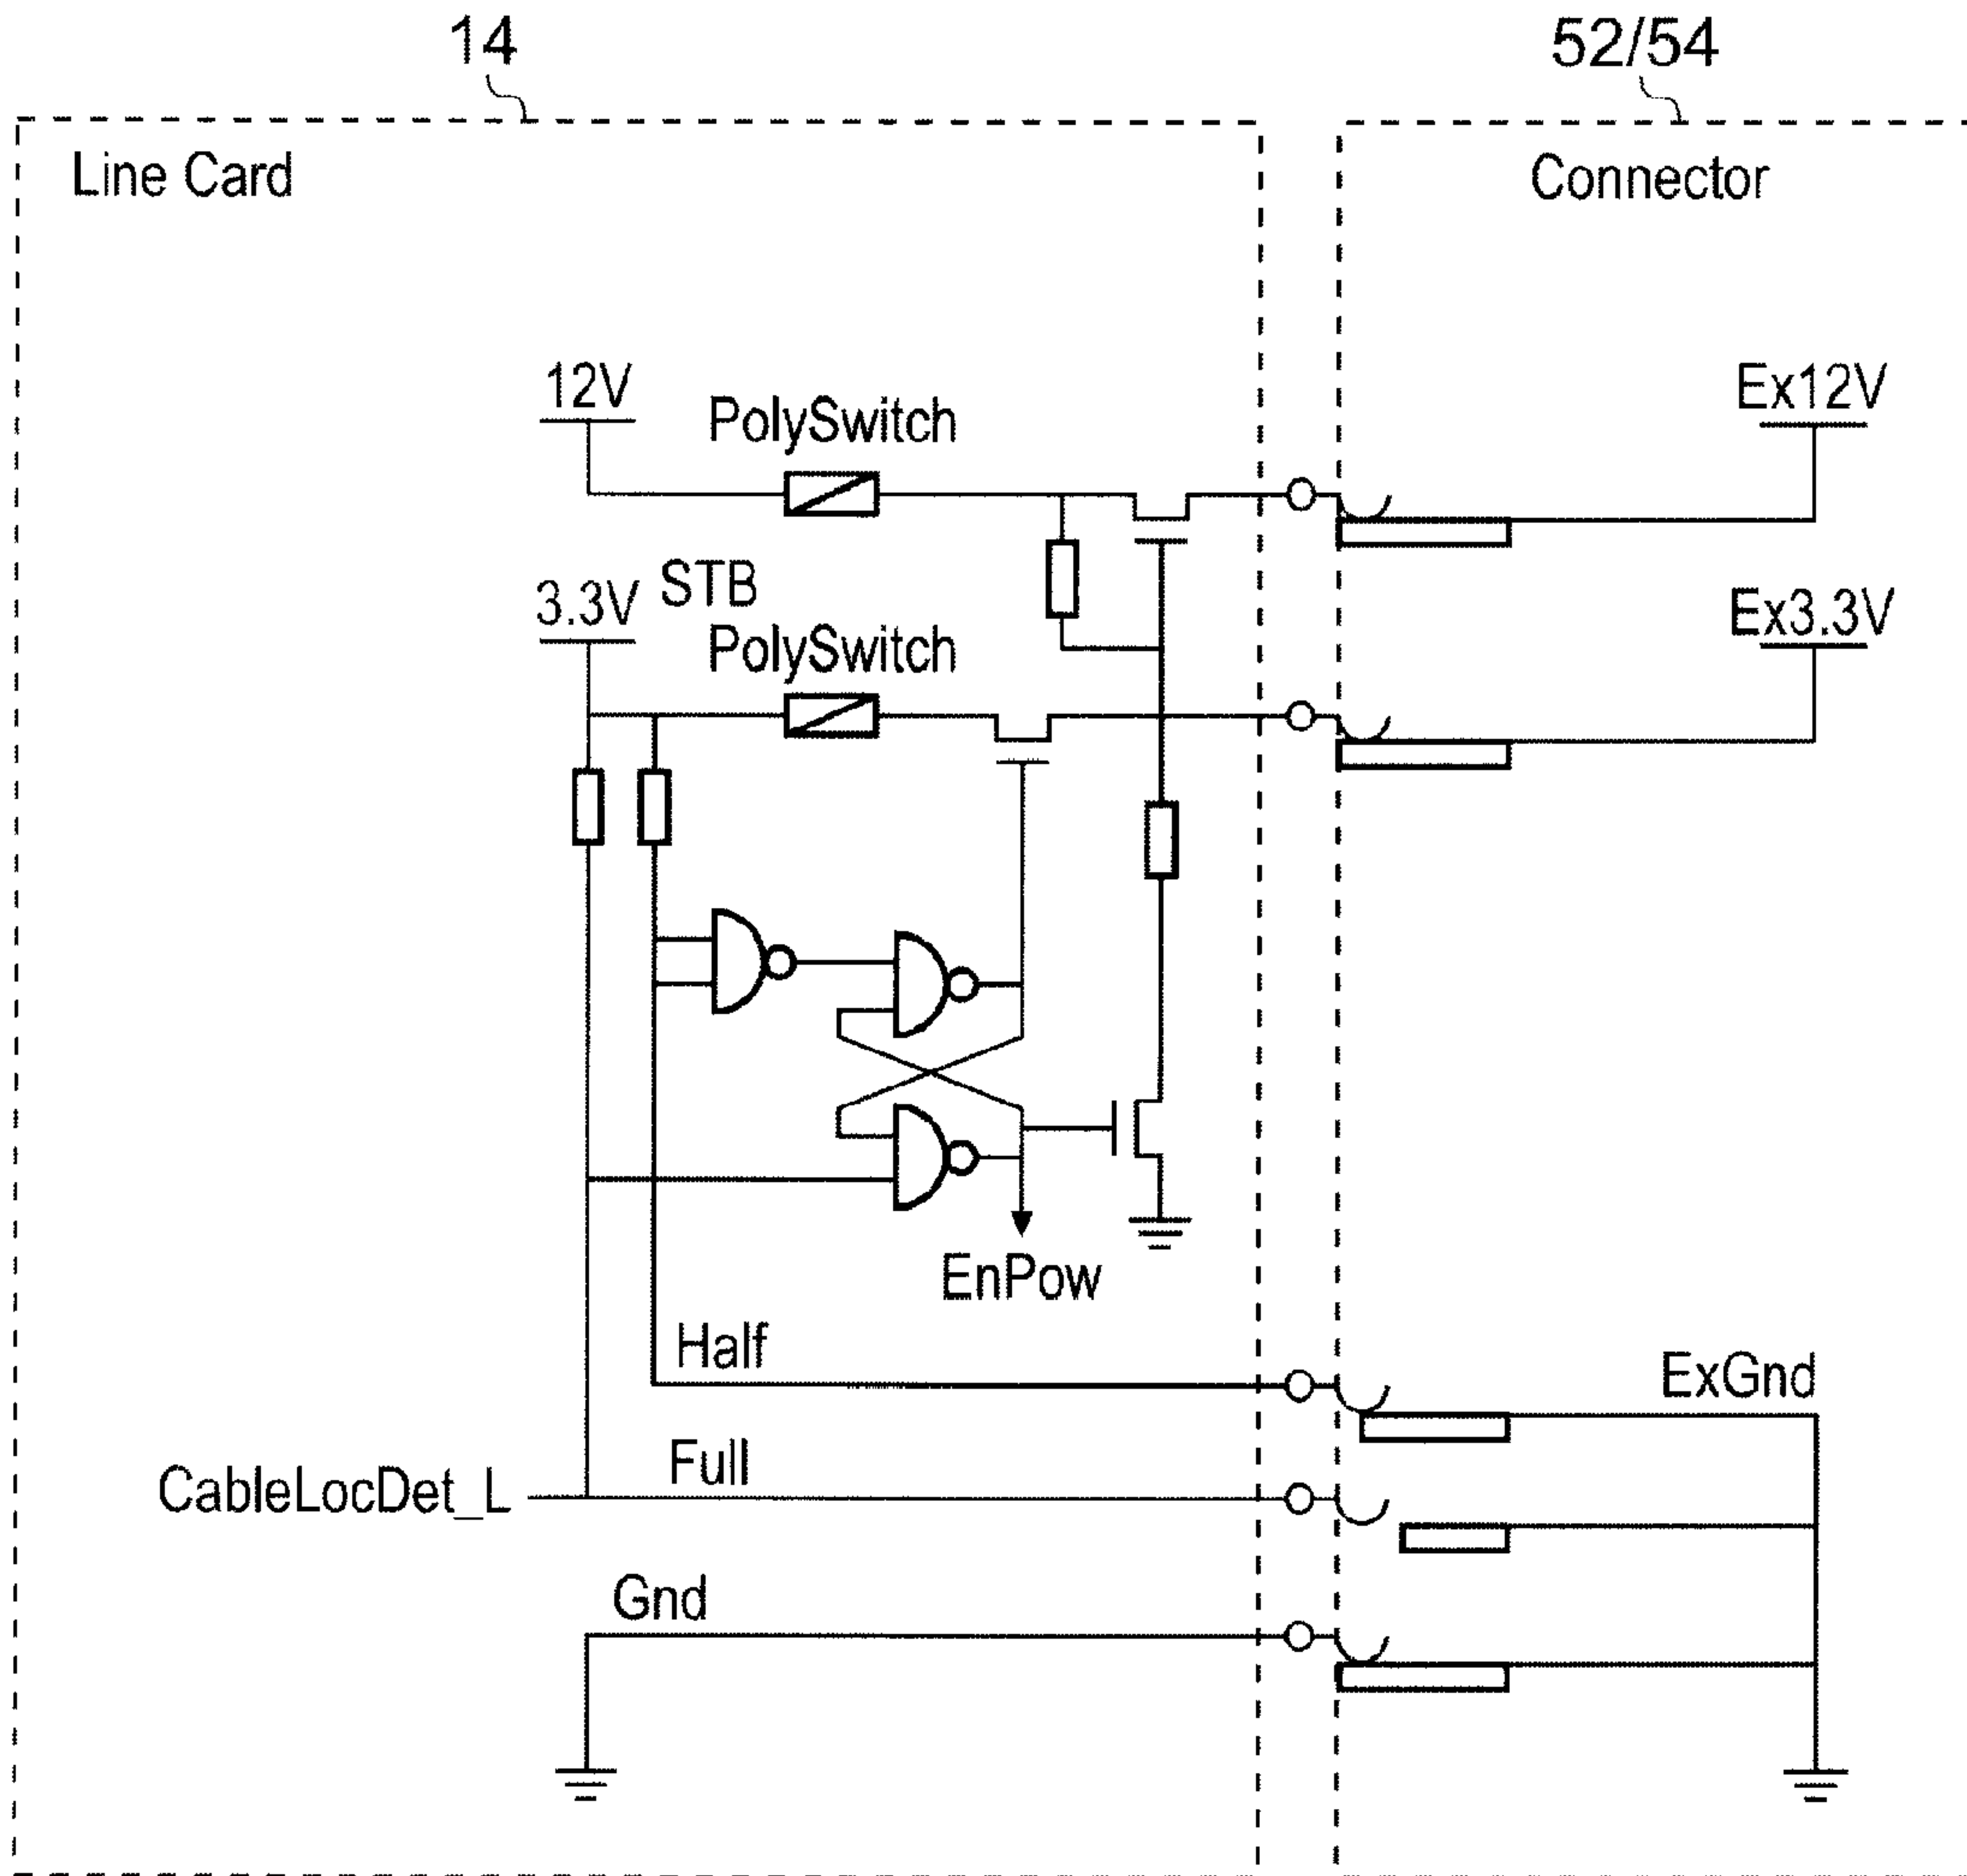 14
52/54
Line Card
Connector
12V
PolySwitch
Ex12V
3.3V
STB
PolySwitch
Ex3.3V
EnPow
Half
ExGnd
Full
CableLocDet_L
Gnd